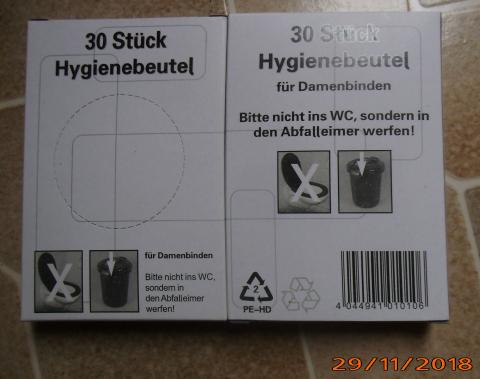 30 Stück
Hygienebeutel
für Damenbinden
Bitte nicht ins WC,
sondern in
den Abfalleimer
werfen!
30 Stück
Hygienebeutel
für Damenbinden
Bitte nicht ins WC, sondern in
den Abfalleimer werfen!
2
PE-HD
4 044941 010106
29/11/2018